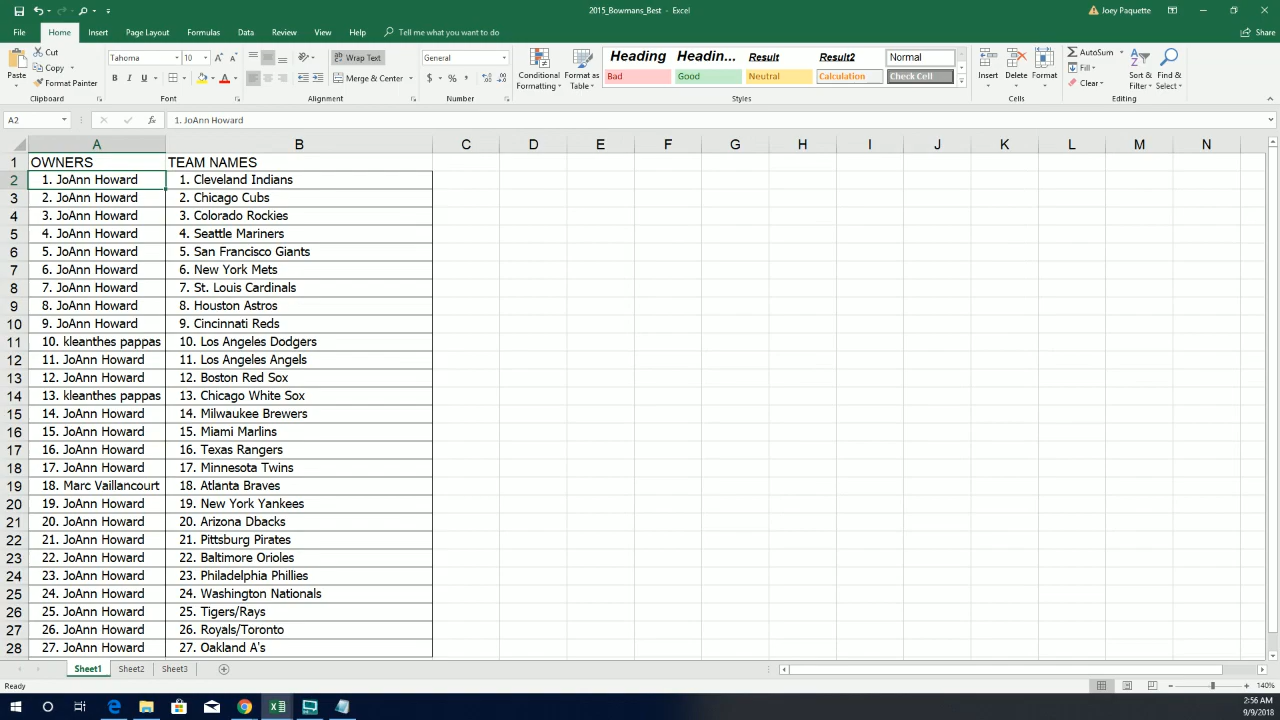 2015_Bowmans_Best - Excel
Joey Paquette
File Home Insert Page Layout Formulas Data Review View Help Tell me what you want to do Share
Paste Cut Copy Format Painter Clipboard
Tahoma 10 B I U A A A Font
Wrap Text Merge & Center Alignment
General $ % , Number
Conditional Formatting Format as Table
Heading Headin... Result Result2 Normal
Bad Good Neutral Calculation Check Cell
Styles
Insert Delete Format Cells
AutoSum Fill Clear Sort & Filter Find & Select Editing
A2 fx 1. JoAnn Howard
A B C D E F G H I J K L M N
1 OWNERS TEAM NAMES
2 1. JoAnn Howard 1. Cleveland Indians
3 2. JoAnn Howard 2. Chicago Cubs
4 3. JoAnn Howard 3. Colorado Rockies
5 4. JoAnn Howard 4. Seattle Mariners
6 5. JoAnn Howard 5. San Francisco Giants
7 6. JoAnn Howard 6. New York Mets
8 7. JoAnn Howard 7. St. Louis Cardinals
9 8. JoAnn Howard 8. Houston Astros
10 9. JoAnn Howard 9. Cincinnati Reds
11 10. kleanthes pappas 10. Los Angeles Dodgers
12 11. JoAnn Howard 11. Los Angeles Angels
13 12. JoAnn Howard 12. Boston Red Sox
14 13. kleanthes pappas 13. Chicago White Sox
15 14. JoAnn Howard 14. Milwaukee Brewers
16 15. JoAnn Howard 15. Miami Marlins
17 16. JoAnn Howard 16. Texas Rangers
18 17. JoAnn Howard 17. Minnesota Twins
19 18. Marc Vaillancourt 18. Atlanta Braves
20 19. JoAnn Howard 19. New York Yankees
21 20. JoAnn Howard 20. Arizona Dbacks
22 21. JoAnn Howard 21. Pittsburg Pirates
23 22. JoAnn Howard 22. Baltimore Orioles
24 23. JoAnn Howard 23. Philadelphia Phillies
25 24. JoAnn Howard 24. Washington Nationals
26 25. JoAnn Howard 25. Tigers/Rays
27 26. JoAnn Howard 26. Royals/Toronto
28 27. JoAnn Howard 27. Oakland A's
Sheet1 Sheet2 Sheet3
Ready 140%
2:56 AM
9/9/2018